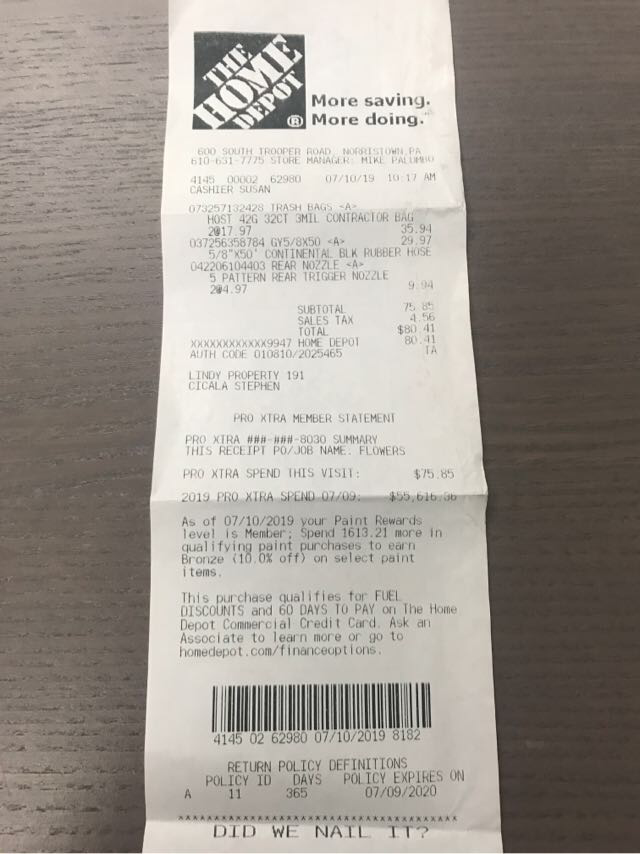 THE
HOME
DEPOT
®
More saving.
More doing.
600 SOUTH TROOPER ROAD NORRISTOWN,PA
610-631-7775 STORE MANAGER: MIKE PALUMBO
4145 00002 62980 07/10/19 10:17 AM
CASHIER SUSAN
073257132428 TRASH BAGS <A>
HOST 42G 32CT 3MIL CONTRACTOR BAG
2@17.97 35.94
037256358784 GY5/8X50 <A> 29.97
5/8"X50' CONTINENTAL BLK RUBBER HOSE
042206104403 REAR NOZZLE <A>
5 PATTERN REAR TRIGGER NOZZLE
2@4.97 9.94
SUBTOTAL 75.85
SALES TAX 4.56
TOTAL $80.41
XXXXXXXXXXXX9947 HOME DEPOT 80.41
AUTH CODE 010810/2025465 TA
LINDY PROPERTY 191
CICALA STEPHEN
PRO XTRA MEMBER STATEMENT
PRO XTRA ###-###-8030 SUMMARY
THIS RECEIPT PO/JOB NAME: FLOWERS
PRO XTRA SPEND THIS VISIT: $75.85
2019 PRO XTRA SPEND 07/09: $55,616.36
As of 07/10/2019 your Paint Rewards
level is Member; Spend 1613.21 more in
qualifying paint purchases to earn
Bronze (10.0% off) on select paint
items.
This purchase qualifies for FUEL
DISCOUNTS and 60 DAYS TO PAY on The Home
Depot Commercial Credit Card. Ask an
Associate to learn more or go to
homedepot.com/financeoptions.
4145 02 62980 07/10/2019 8182
RETURN POLICY DEFINITIONS
POLICY ID DAYS POLICY EXPIRES ON
A 11 365 07/09/2020
DID WE NAIL IT?